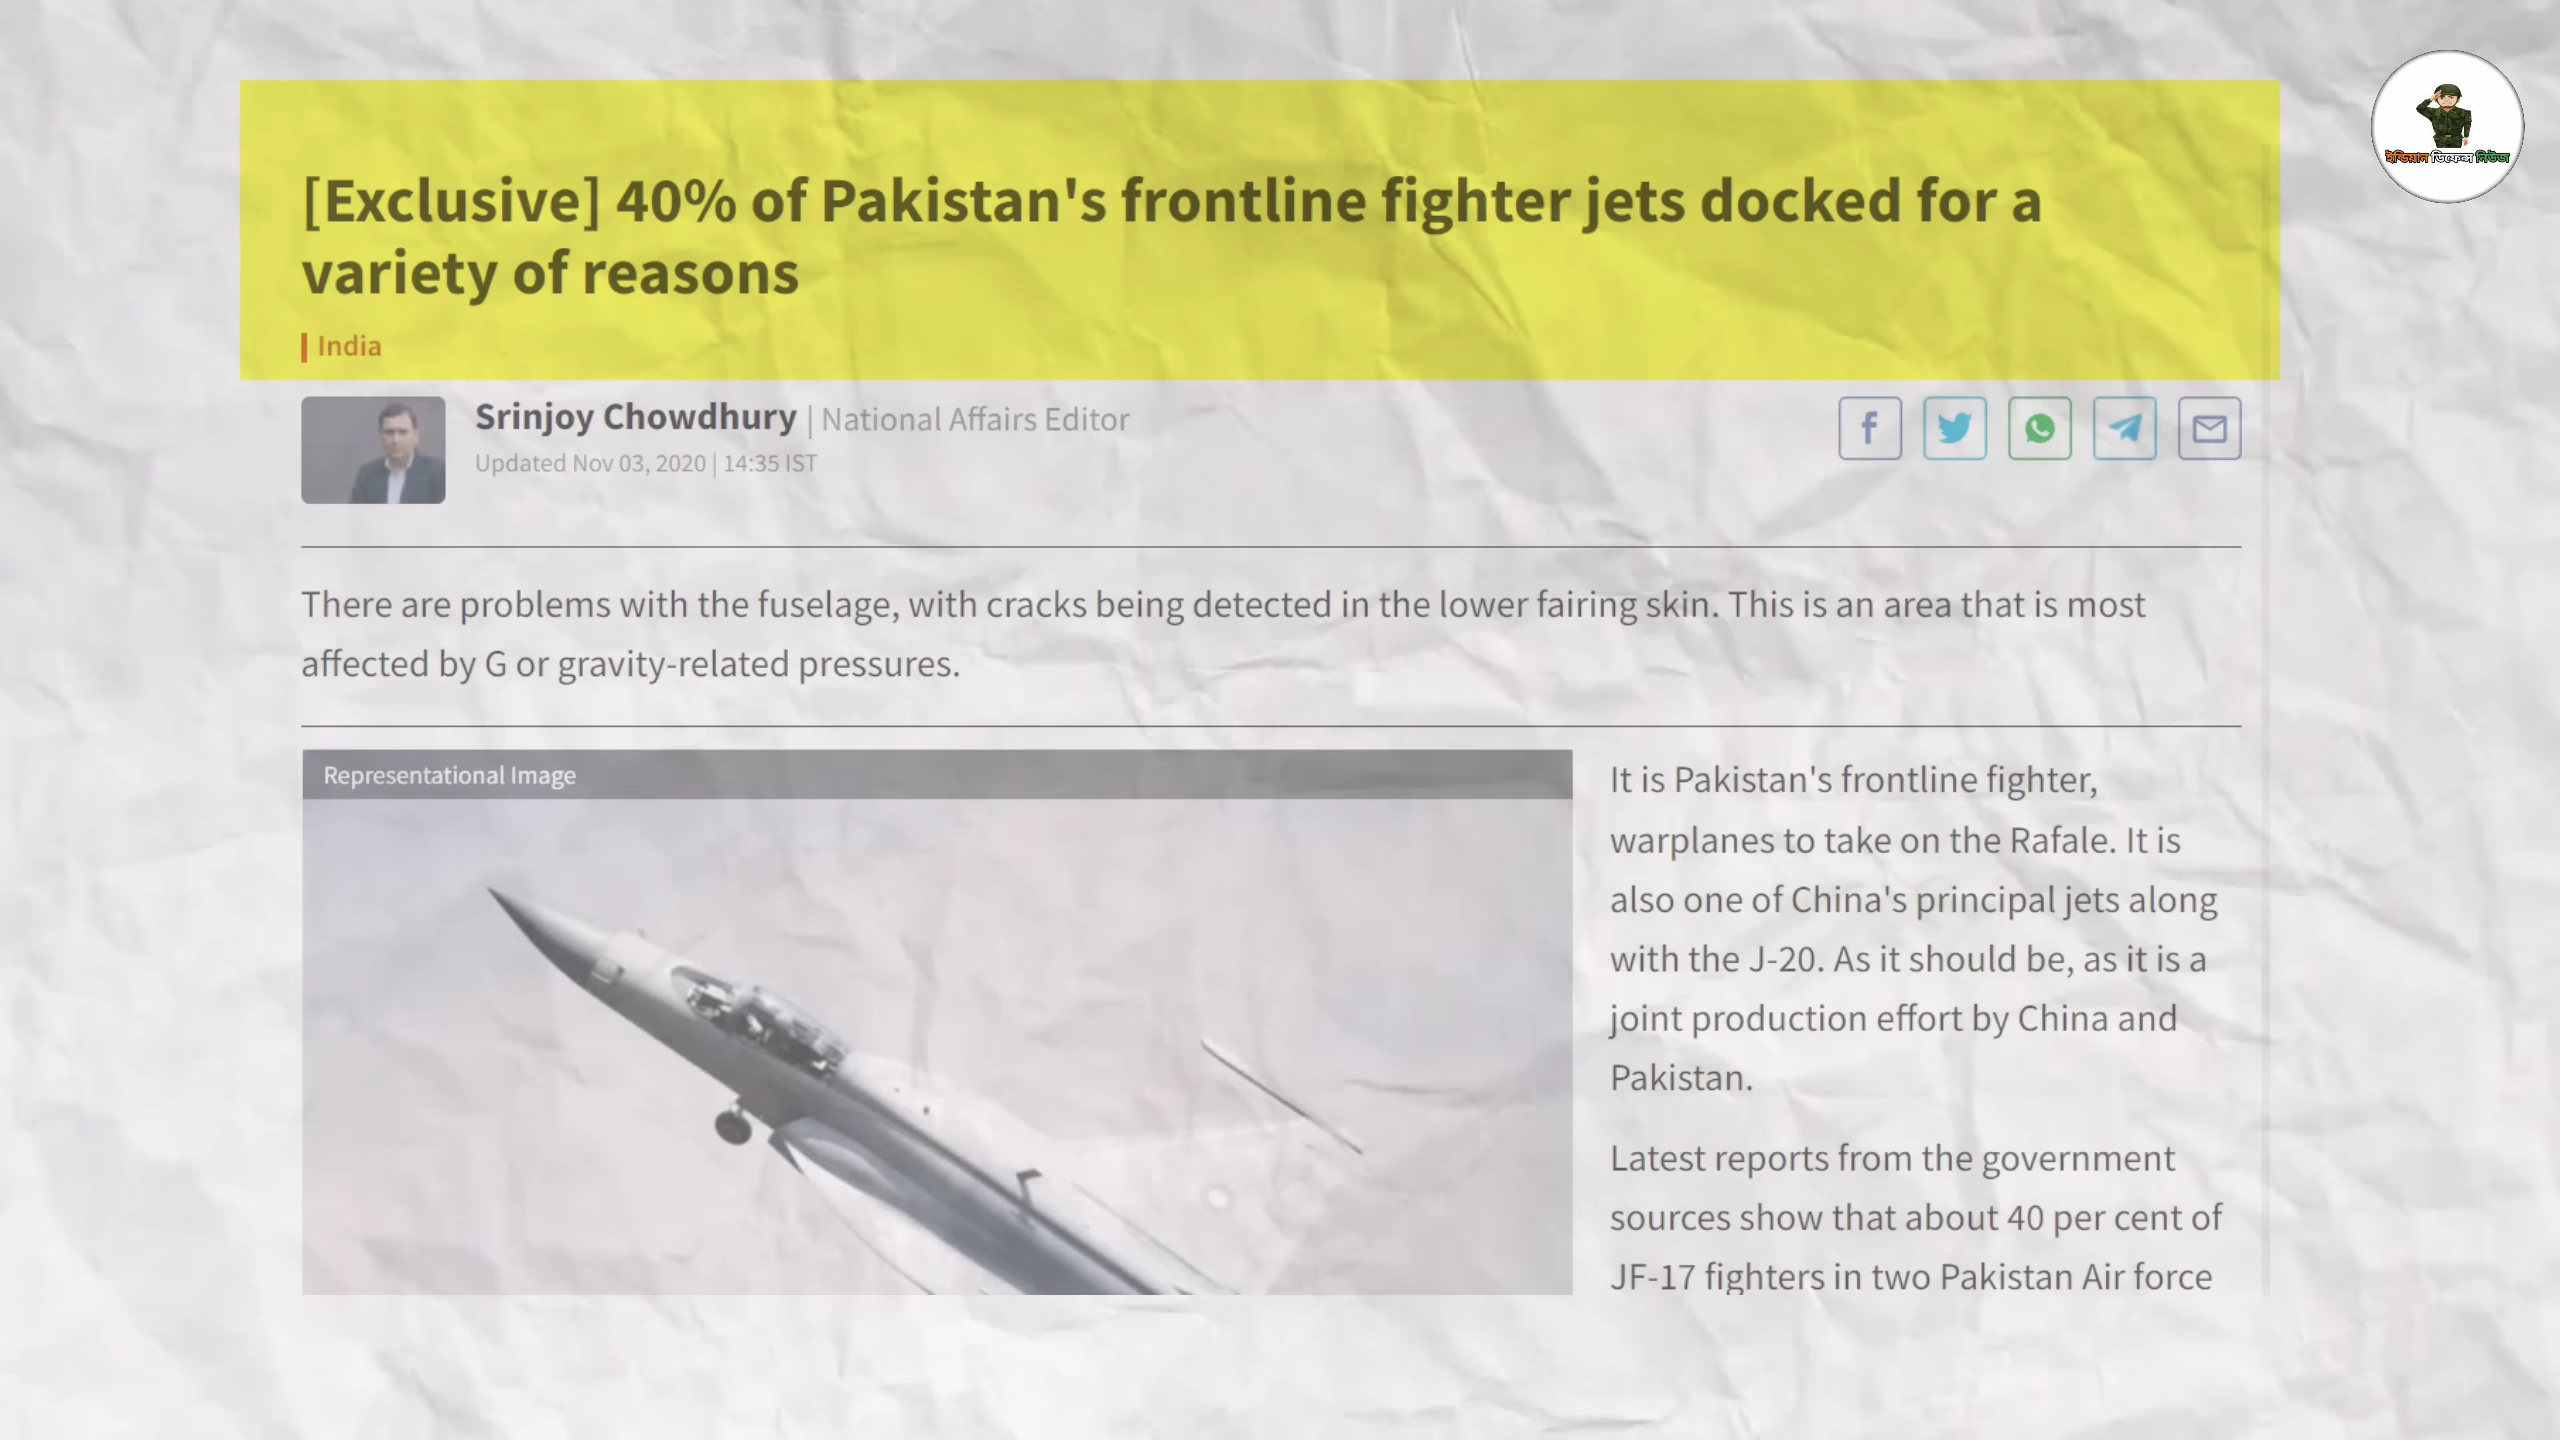 [Exclusive] 40% of Pakistan's frontline fighter jets docked for a
variety of reasons
India
Srinjoy Chowdhury | National Affairs Editor
Updated Nov 03, 2020 | 14:35 IST
There are problems with the fuselage, with cracks being detected in the lower fairing skin. This is an area that is most
affected by G or gravity-related pressures.
Representational Image
It is Pakistan's frontline fighter,
warplanes to take on the Rafale. It is
also one of China's principal jets along
with the J-20. As it should be, as it is a
joint production effort by China and
Pakistan.
Latest reports from the government
sources show that about 40 per cent of
JF-17 fighters in two Pakistan Air force
ইন্ডিয়ান ডিফেন্স নিউজ